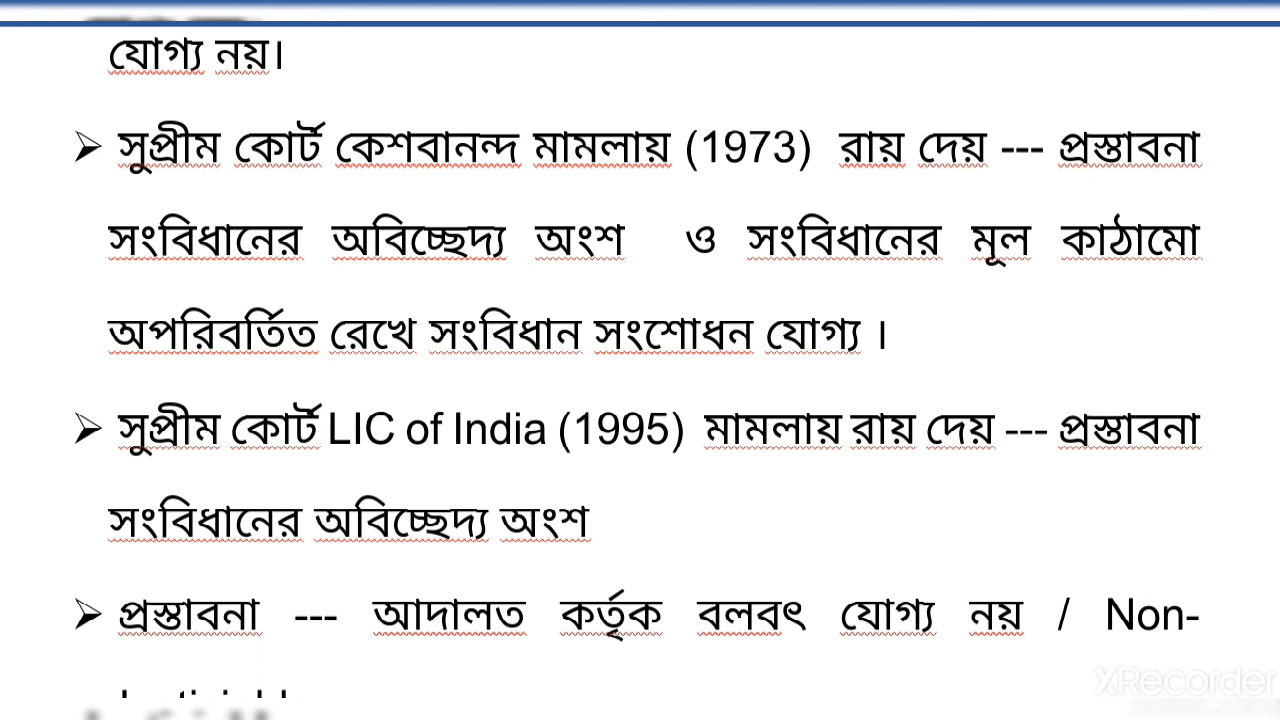 যোগ্য নয়।
➢ সুপ্রীম কোর্ট কেশবানন্দ মামলায় (1973) রায় দেয় --- প্রস্তাবনা
সংবিধানের অবিচ্ছেদ্য অংশ ও সংবিধানের মূল কাঠামো
অপরিবর্তিত রেখে সংবিধান সংশোধন যোগ্য ।
➢ সুপ্রীম কোর্ট LIC of India (1995) মামলায় রায় দেয় --- প্রস্তাবনা
সংবিধানের অবিচ্ছেদ্য অংশ
➢ প্রস্তাবনা --- আদালত কর্তৃক বলবৎ যোগ্য নয় / Non-
XRecorder